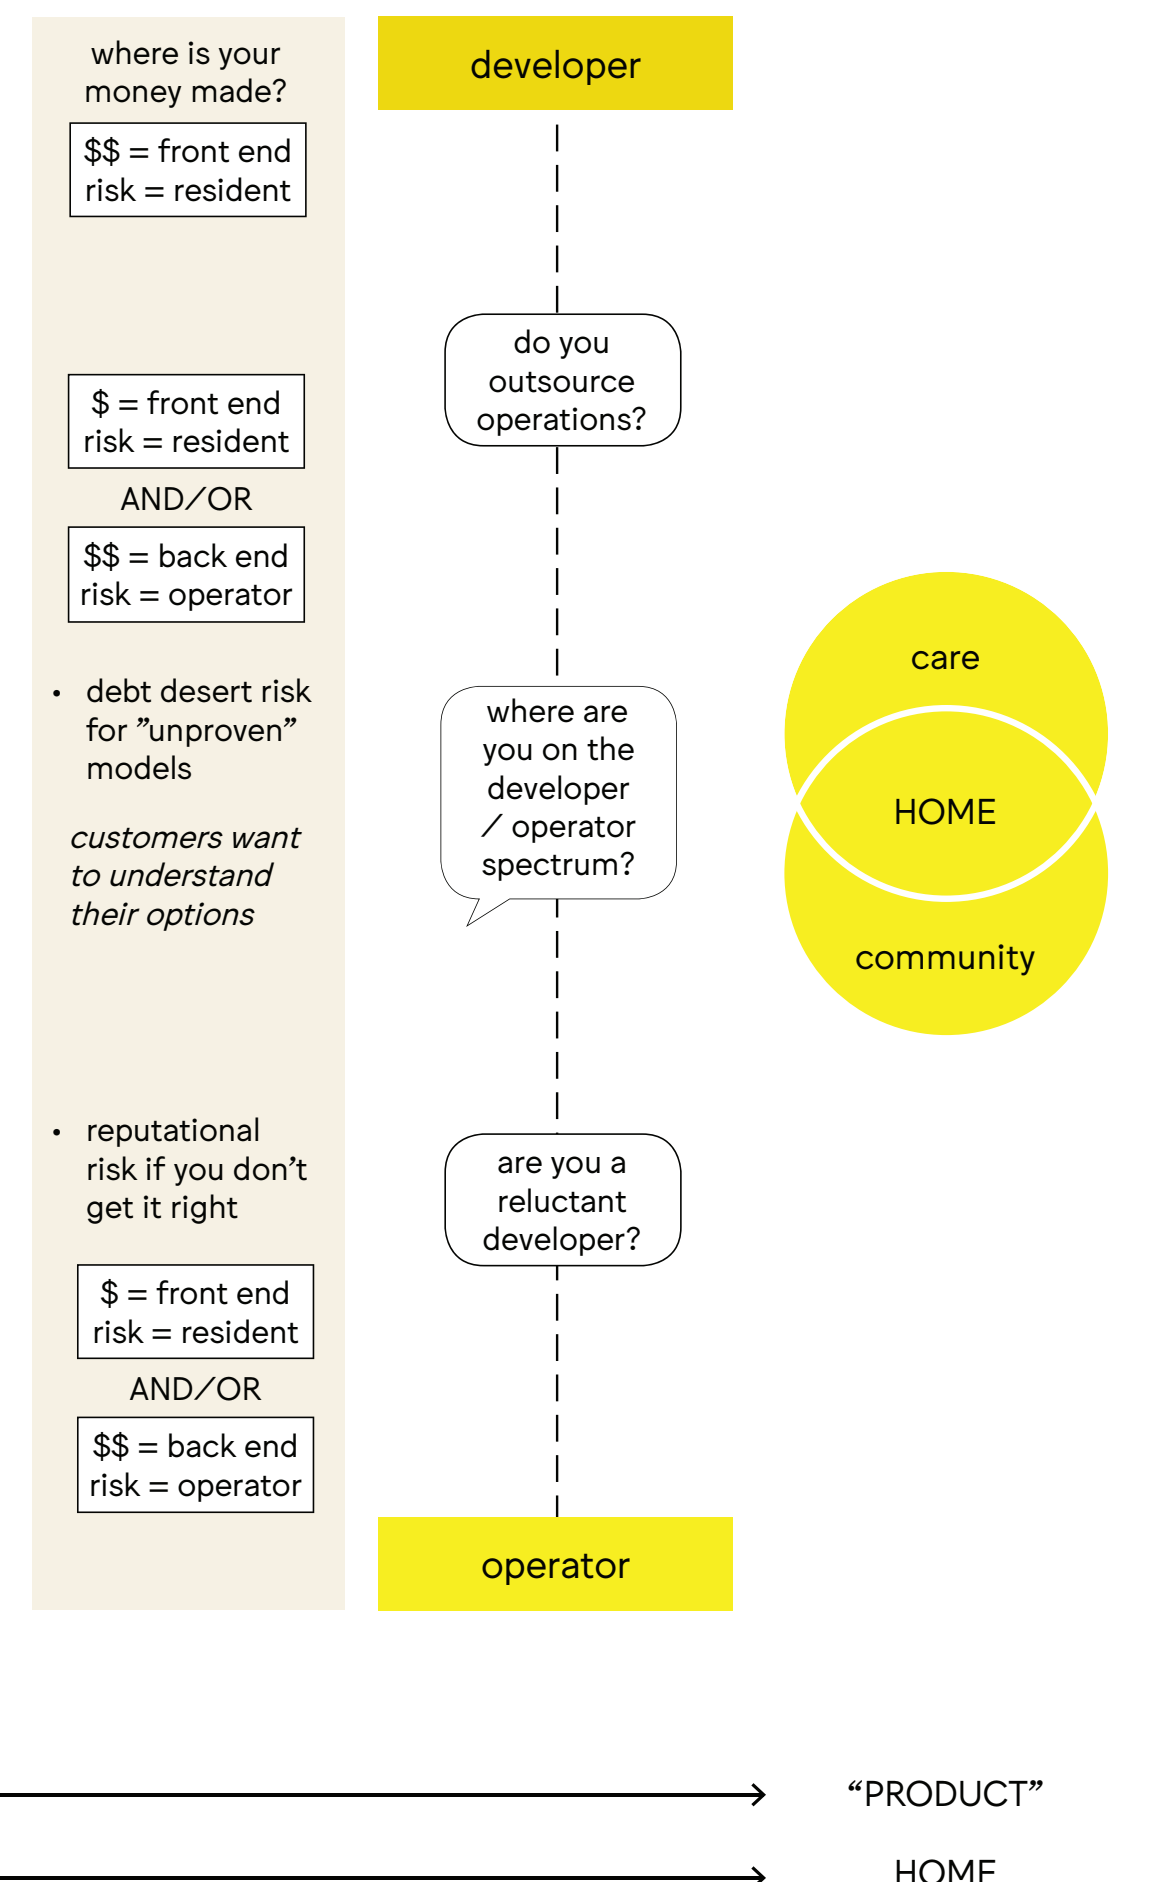 where is your
money made?
$$ = front end
risk = resident
$ = front end
risk = resident
AND/OR
$$ = back end
risk = operator
• debt desert risk
for ”unproven”
models
customers want
to understand
their options
• reputational
risk if you don’t
get it right
$ = front end
risk = resident
AND/OR
$$ = back end
risk = operator
developer
do you
outsource
operations?
where are
you on the
developer
/ operator
spectrum?
are you a
reluctant
developer?
operator
care
HOME
community
“PRODUCT”
HOME